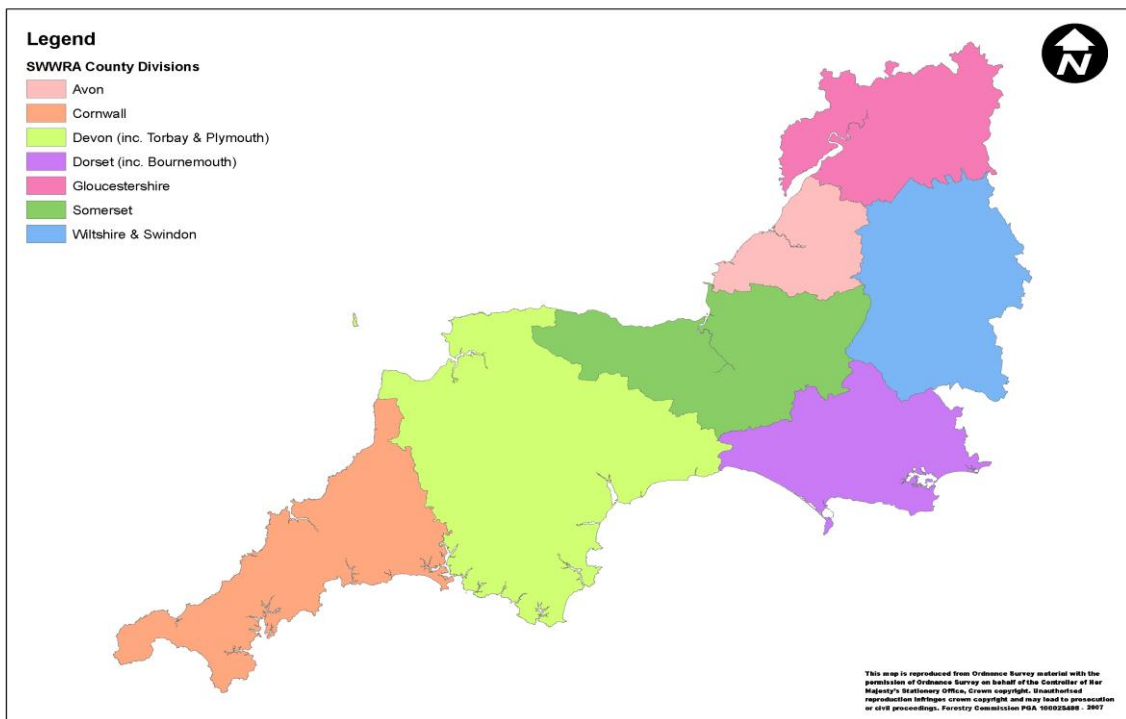 Legend
SWWRA County Divisions
Avon
Cornwall
Devon (inc. Torbay & Plymouth)
Dorset (inc. Bournemouth)
Gloucestershire
Somerset
Wiltshire & Swindon
N
This map is reproduced from Ordnance Survey material with the
permission of Ordnance Survey on behalf of the Controller of Her
Majesty's Stationery Office, Crown copyright. Unauthorised
reproduction infringes crown copyright and may lead to prosecution
or civil proceedings. Forestry Commission PGA 100025498 - 2007